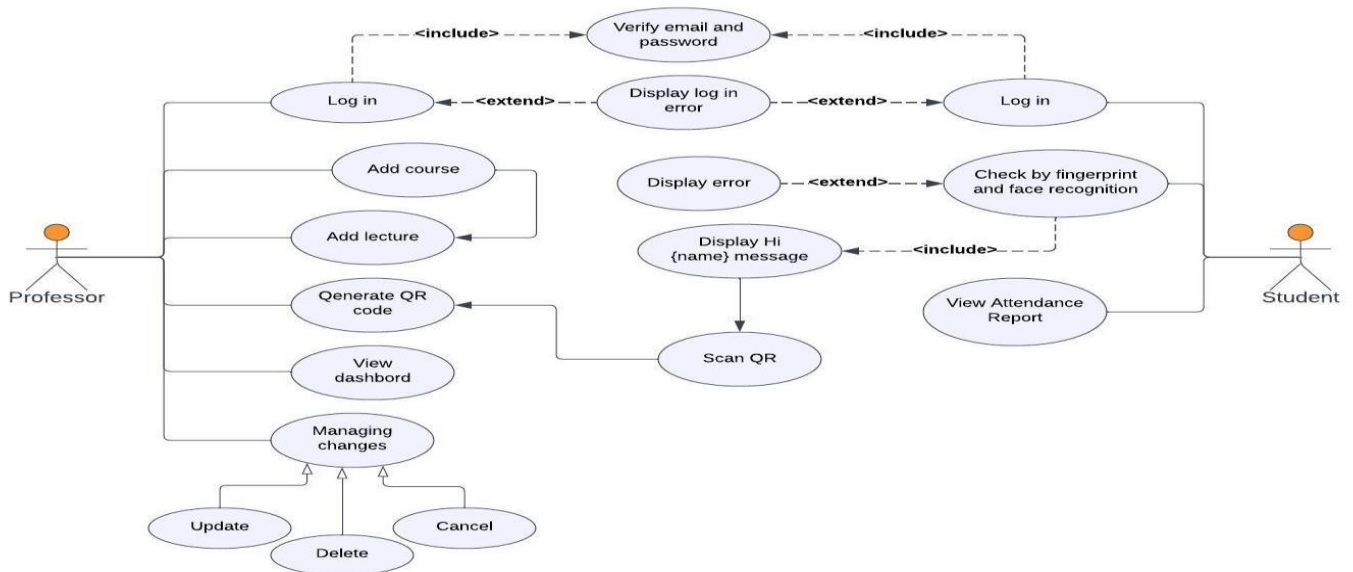 Verify email and
password
<include>
<include>
Log in
<extend>
Display log in
error
<extend>
Log in
Add course
Display error
<extend>
Check by fingerprint
and face recognition
Add lecture
Display Hi
{name} message
<include>
Professor
Student
Qenerate QR
code
View Attendance
Report
View
dashbord
Scan QR
Managing
changes
Update
Delete
Cancel